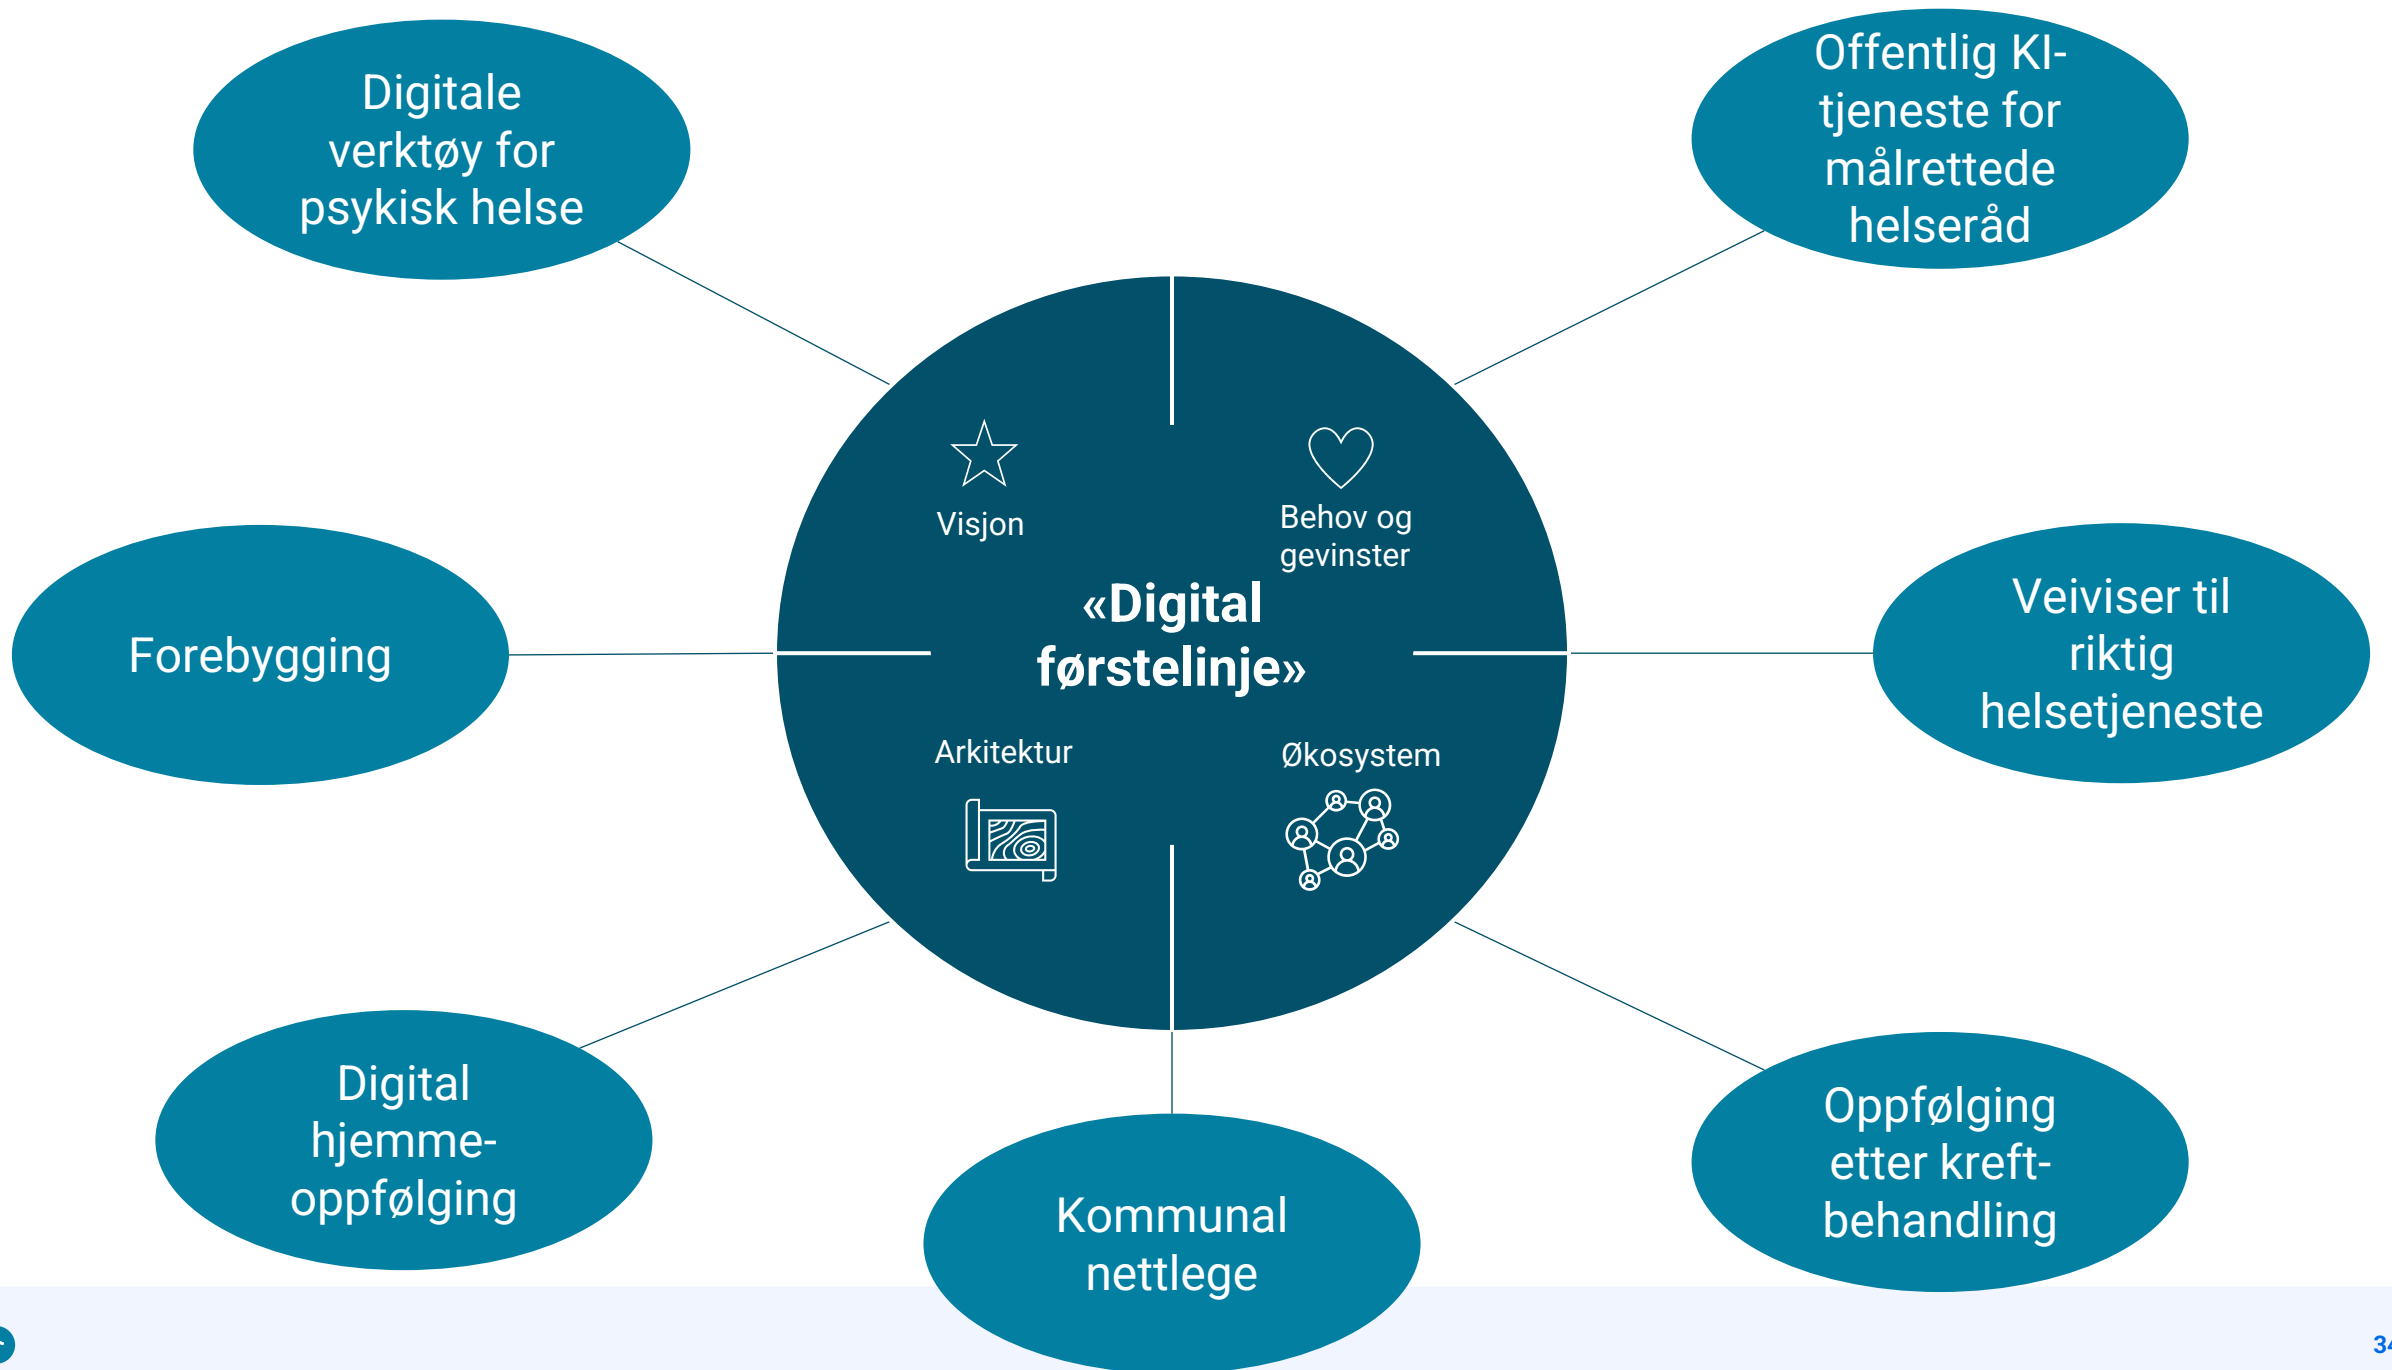 Digitale
verktøy for
psykisk helse
Offentlig KI-
tjeneste for
målrettede
helseråd
Visjon
Behov og
gevinster
«Digital
førstelinje»
Forebygging
Veiviser til
riktig
helsetjeneste
Arkitektur
Økosystem
Digital
hjemme-
oppfølging
Kommunal
nettlege
Oppfølging
etter kreft-
behandling
34